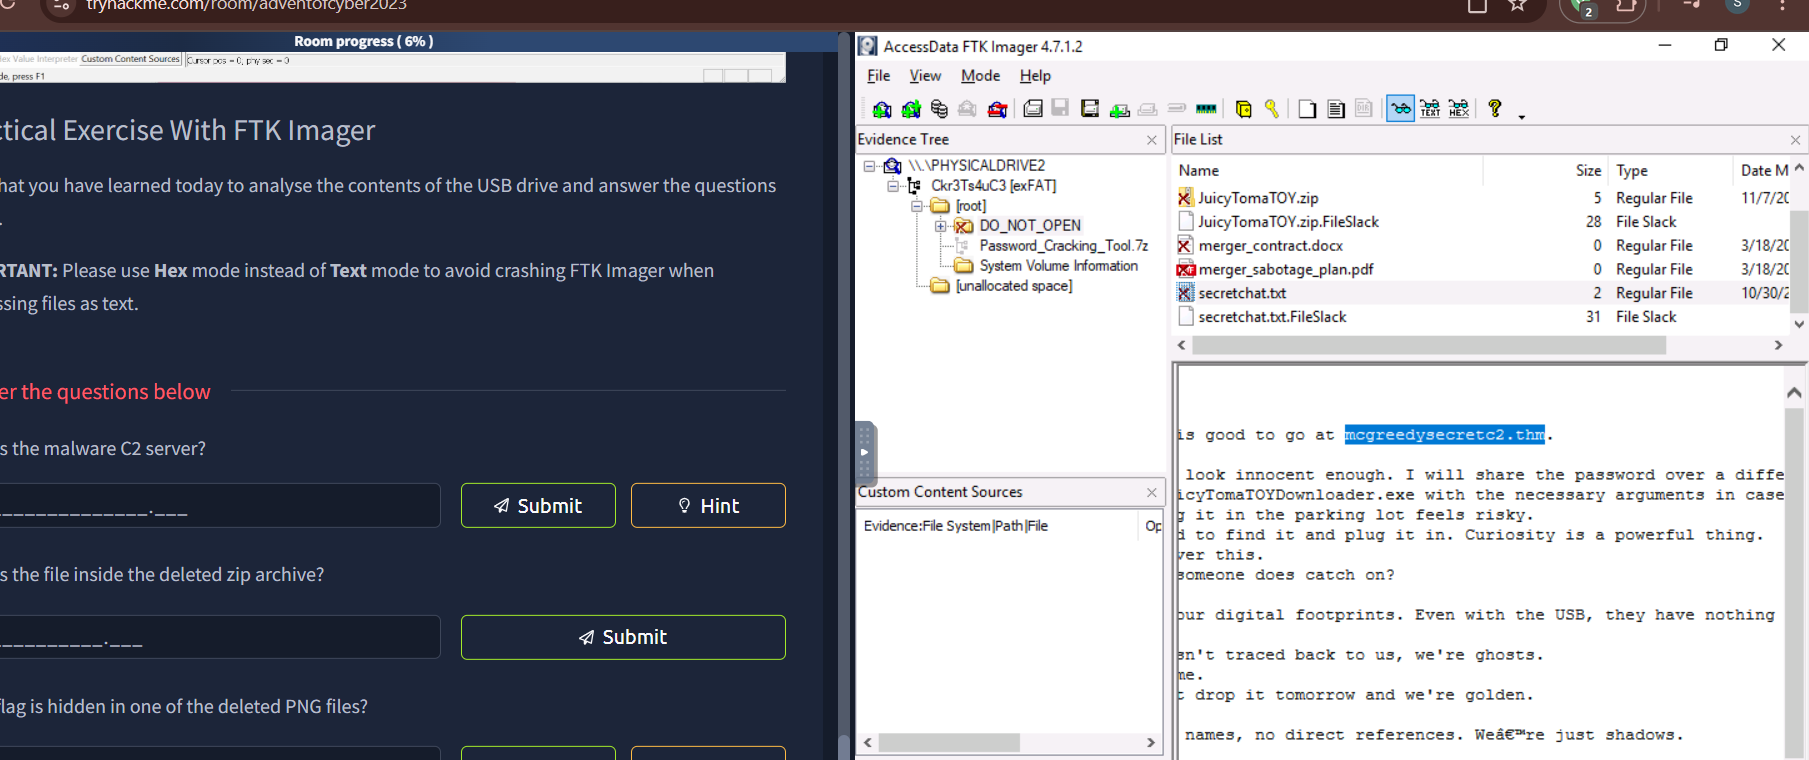 tryhackme.com/room/adventofcyber2023
2
S
Room progress ( 6% )
Hex Value Interpreter Custom Content Sources Cursor pos = 0; phy sec = 0
de, press F1
ctical Exercise With FTK Imager
hat you have learned today to analyse the contents of the USB drive and answer the questions
.
RTANT: Please use Hex mode instead of Text mode to avoid crashing FTK Imager when
ssing files as text.
er the questions below
s the malware C2 server?
_______________.___
Submit
Hint
s the file inside the deleted zip archive?
__________.___
Submit
flag is hidden in one of the deleted PNG files?
AccessData FTK Imager 4.7.1.2
File View Mode Help
TEXT HEX
Evidence Tree
\\.\PHYSICALDRIVE2
Ckr3Ts4uC3 [exFAT]
[root]
DO_NOT_OPEN
Password_Cracking_Tool.7z
System Volume Information
[unallocated space]
Custom Content Sources
Evidence:File System|Path|File Op
File List
Name Size Type Date M
JuicyTomaTOY.zip 5 Regular File 11/7/20
JuicyTomaTOY.zip.FileSlack 28 File Slack
merger_contract.docx 0 Regular File 3/18/20
merger_sabotage_plan.pdf 0 Regular File 3/18/20
secretchat.txt 2 Regular File 10/30/2
secretchat.txt.FileSlack 31 File Slack
is good to go at mcgreedysecretc2.thm.
look innocent enough. I will share the password over a diffe
icyTomaTOYDownloader.exe with the necessary arguments in case
g it in the parking lot feels risky.
d to find it and plug it in. Curiosity is a powerful thing.
ver this.
someone does catch on?
our digital footprints. Even with the USB, they have nothing
sn't traced back to us, we're ghosts.
me.
t drop it tomorrow and we're golden.
names, no direct references. Weâ€™re just shadows.